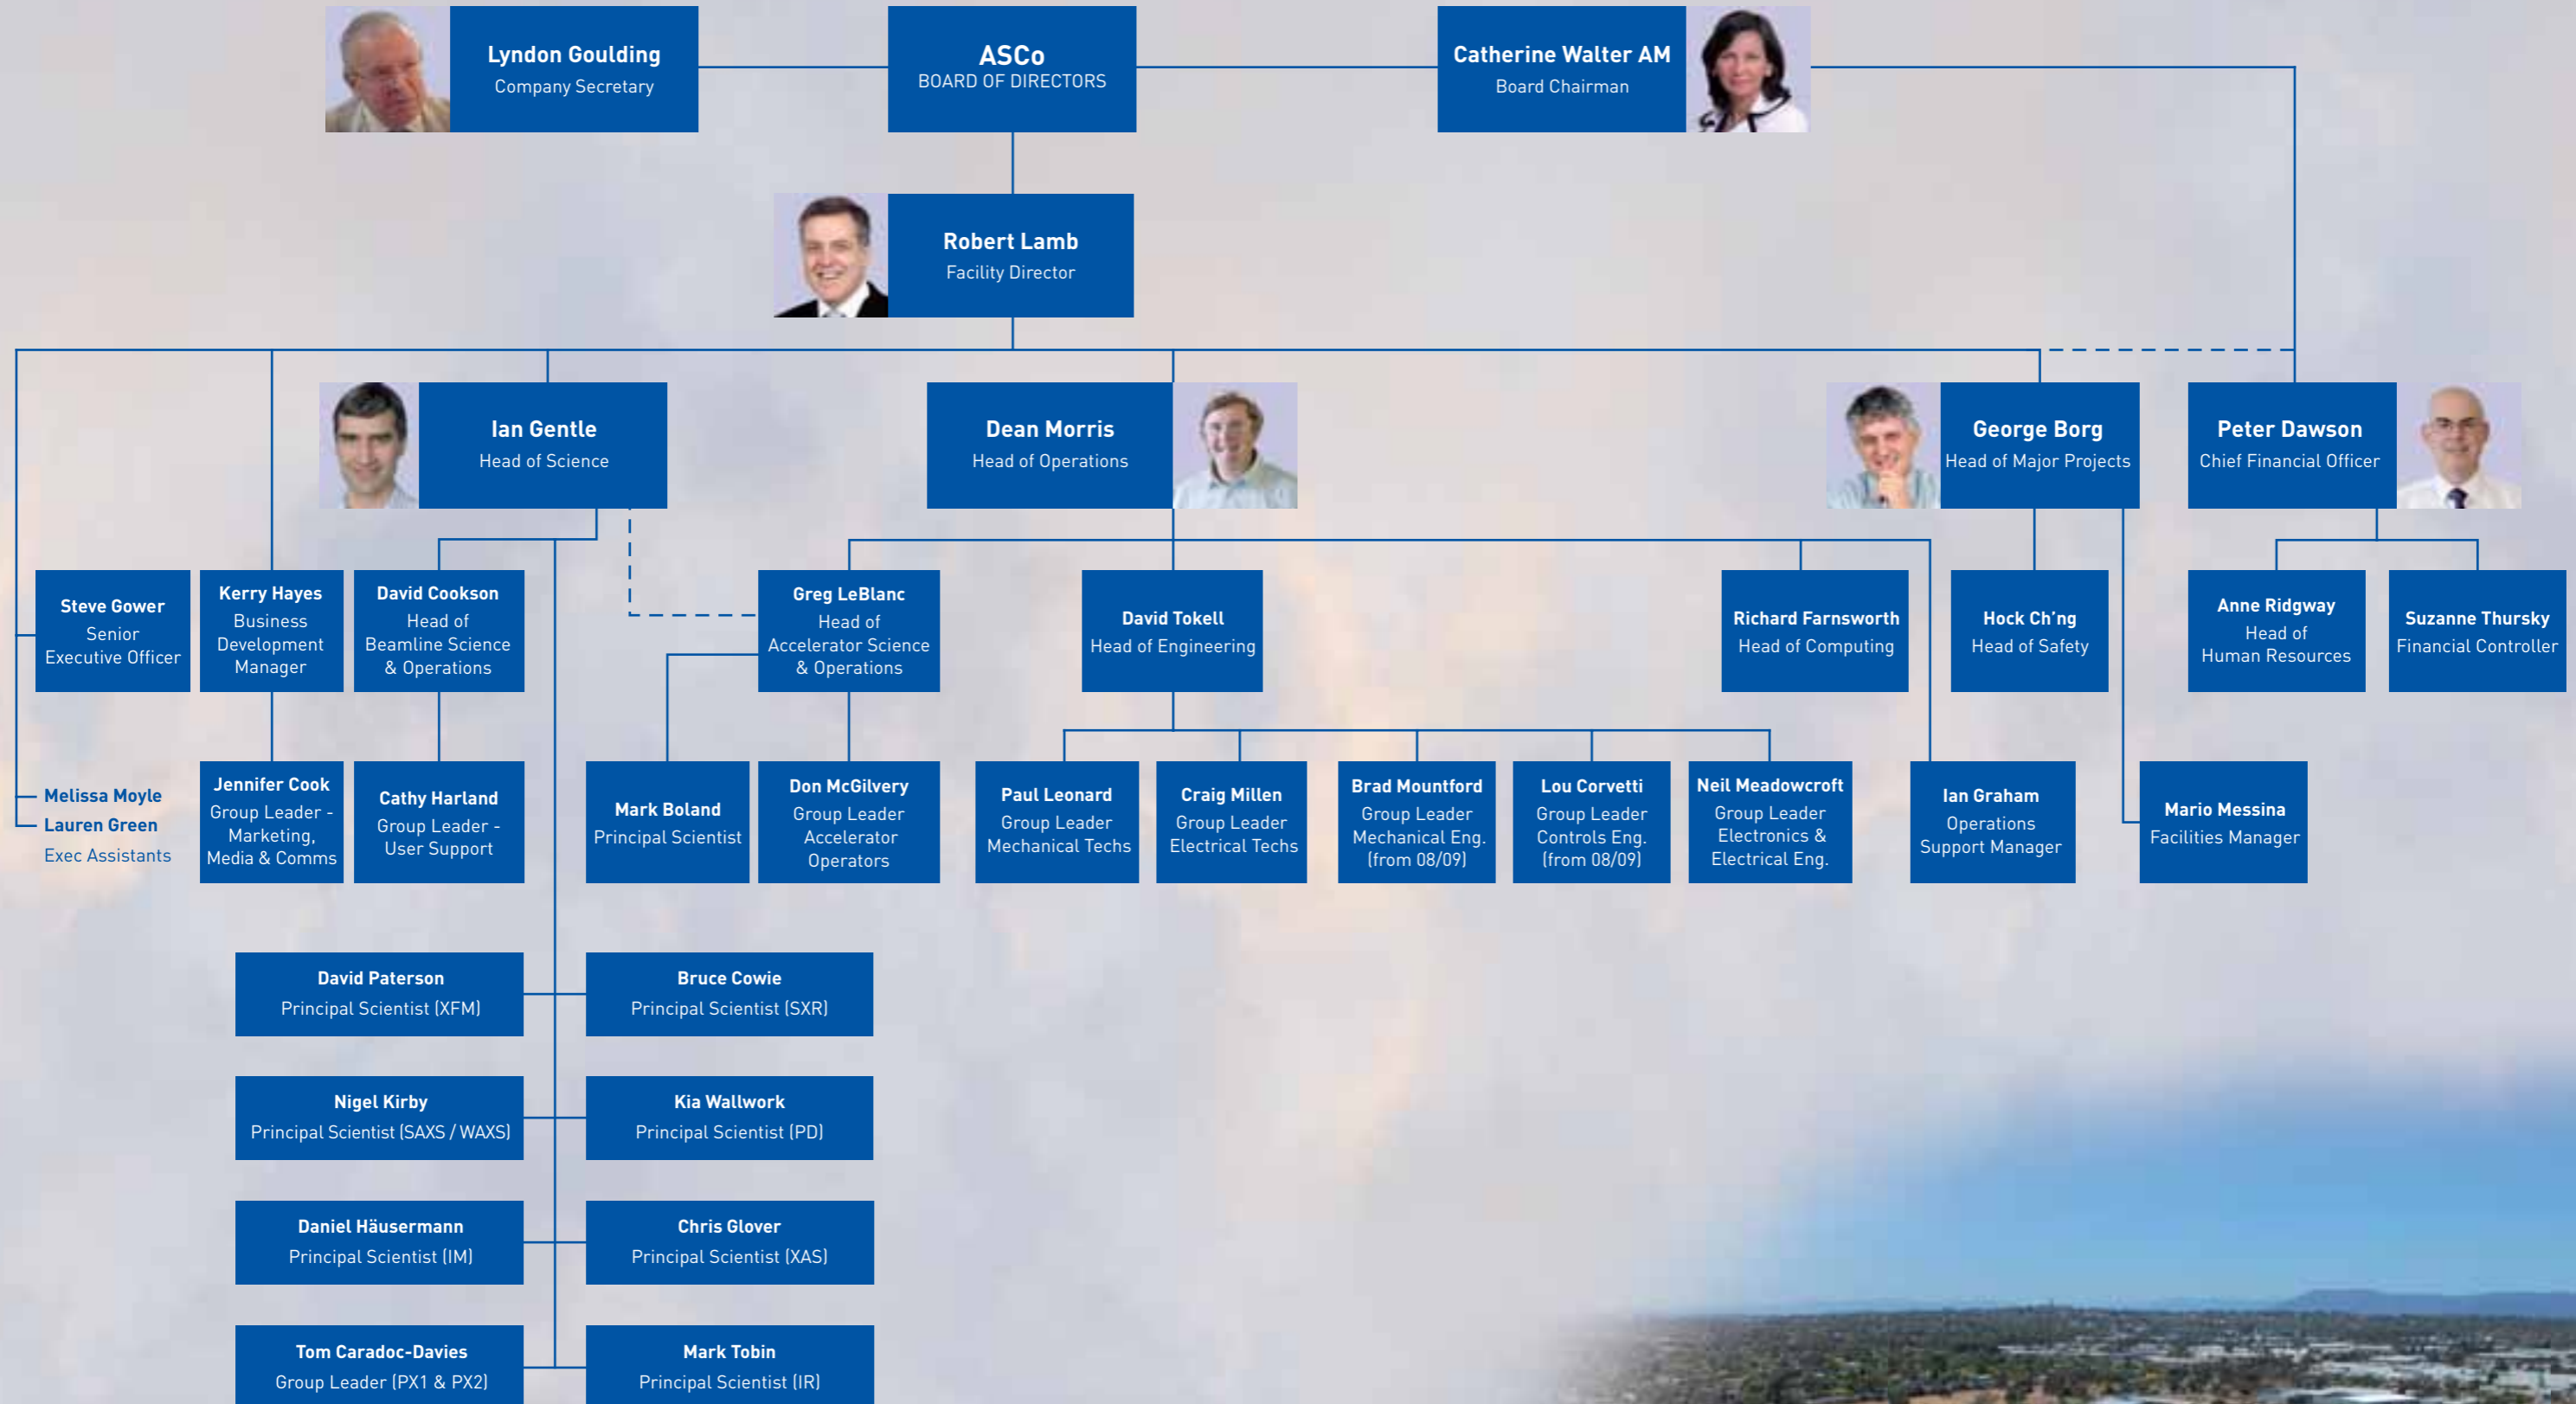 Lyndon Goulding
Company Secretary
ASCo
BOARD OF DIRECTORS
Catherine Walter AM
Board Chairman
Robert Lamb
Facility Director
Ian Gentle
Head of Science
Dean Morris
Head of Operations
George Borg
Head of Major Projects
Peter Dawson
Chief Financial Officer
Steve Gower
Senior
Executive Officer
Kerry Hayes
Business
Development
Manager
David Cookson
Head of
Beamline Science
& Operations
Greg LeBlanc
Head of
Accelerator Science
& Operations
David Tokell
Head of Engineering
Richard Farnsworth
Head of Computing
Hock Ch'ng
Head of Safety
Anne Ridgway
Head of
Human Resources
Suzanne Thursky
Financial Controller
Melissa Moyle
Lauren Green
Exec Assistants
Jennifer Cook
Group Leader -
Marketing,
Media & Comms
Cathy Harland
Group Leader -
User Support
Mark Boland
Principal Scientist
Don McGilvery
Group Leader
Accelerator
Operators
Paul Leonard
Group Leader
Mechanical Techs
Craig Millen
Group Leader
Electrical Techs
Brad Mountford
Group Leader
Mechanical Eng.
(from 08/09)
Lou Corvetti
Group Leader
Controls Eng.
(from 08/09)
Neil Meadowcroft
Group Leader
Electronics &
Electrical Eng.
Ian Graham
Operations
Support Manager
Mario Messina
Facilities Manager
David Paterson
Principal Scientist (XFM)
Bruce Cowie
Principal Scientist (SXR)
Nigel Kirby
Principal Scientist (SAXS / WAXS)
Kia Wallwork
Principal Scientist (PD)
Daniel Häusermann
Principal Scientist (IM)
Chris Glover
Principal Scientist (XAS)
Tom Caradoc-Davies
Group Leader (PX1 & PX2)
Mark Tobin
Principal Scientist (IR)